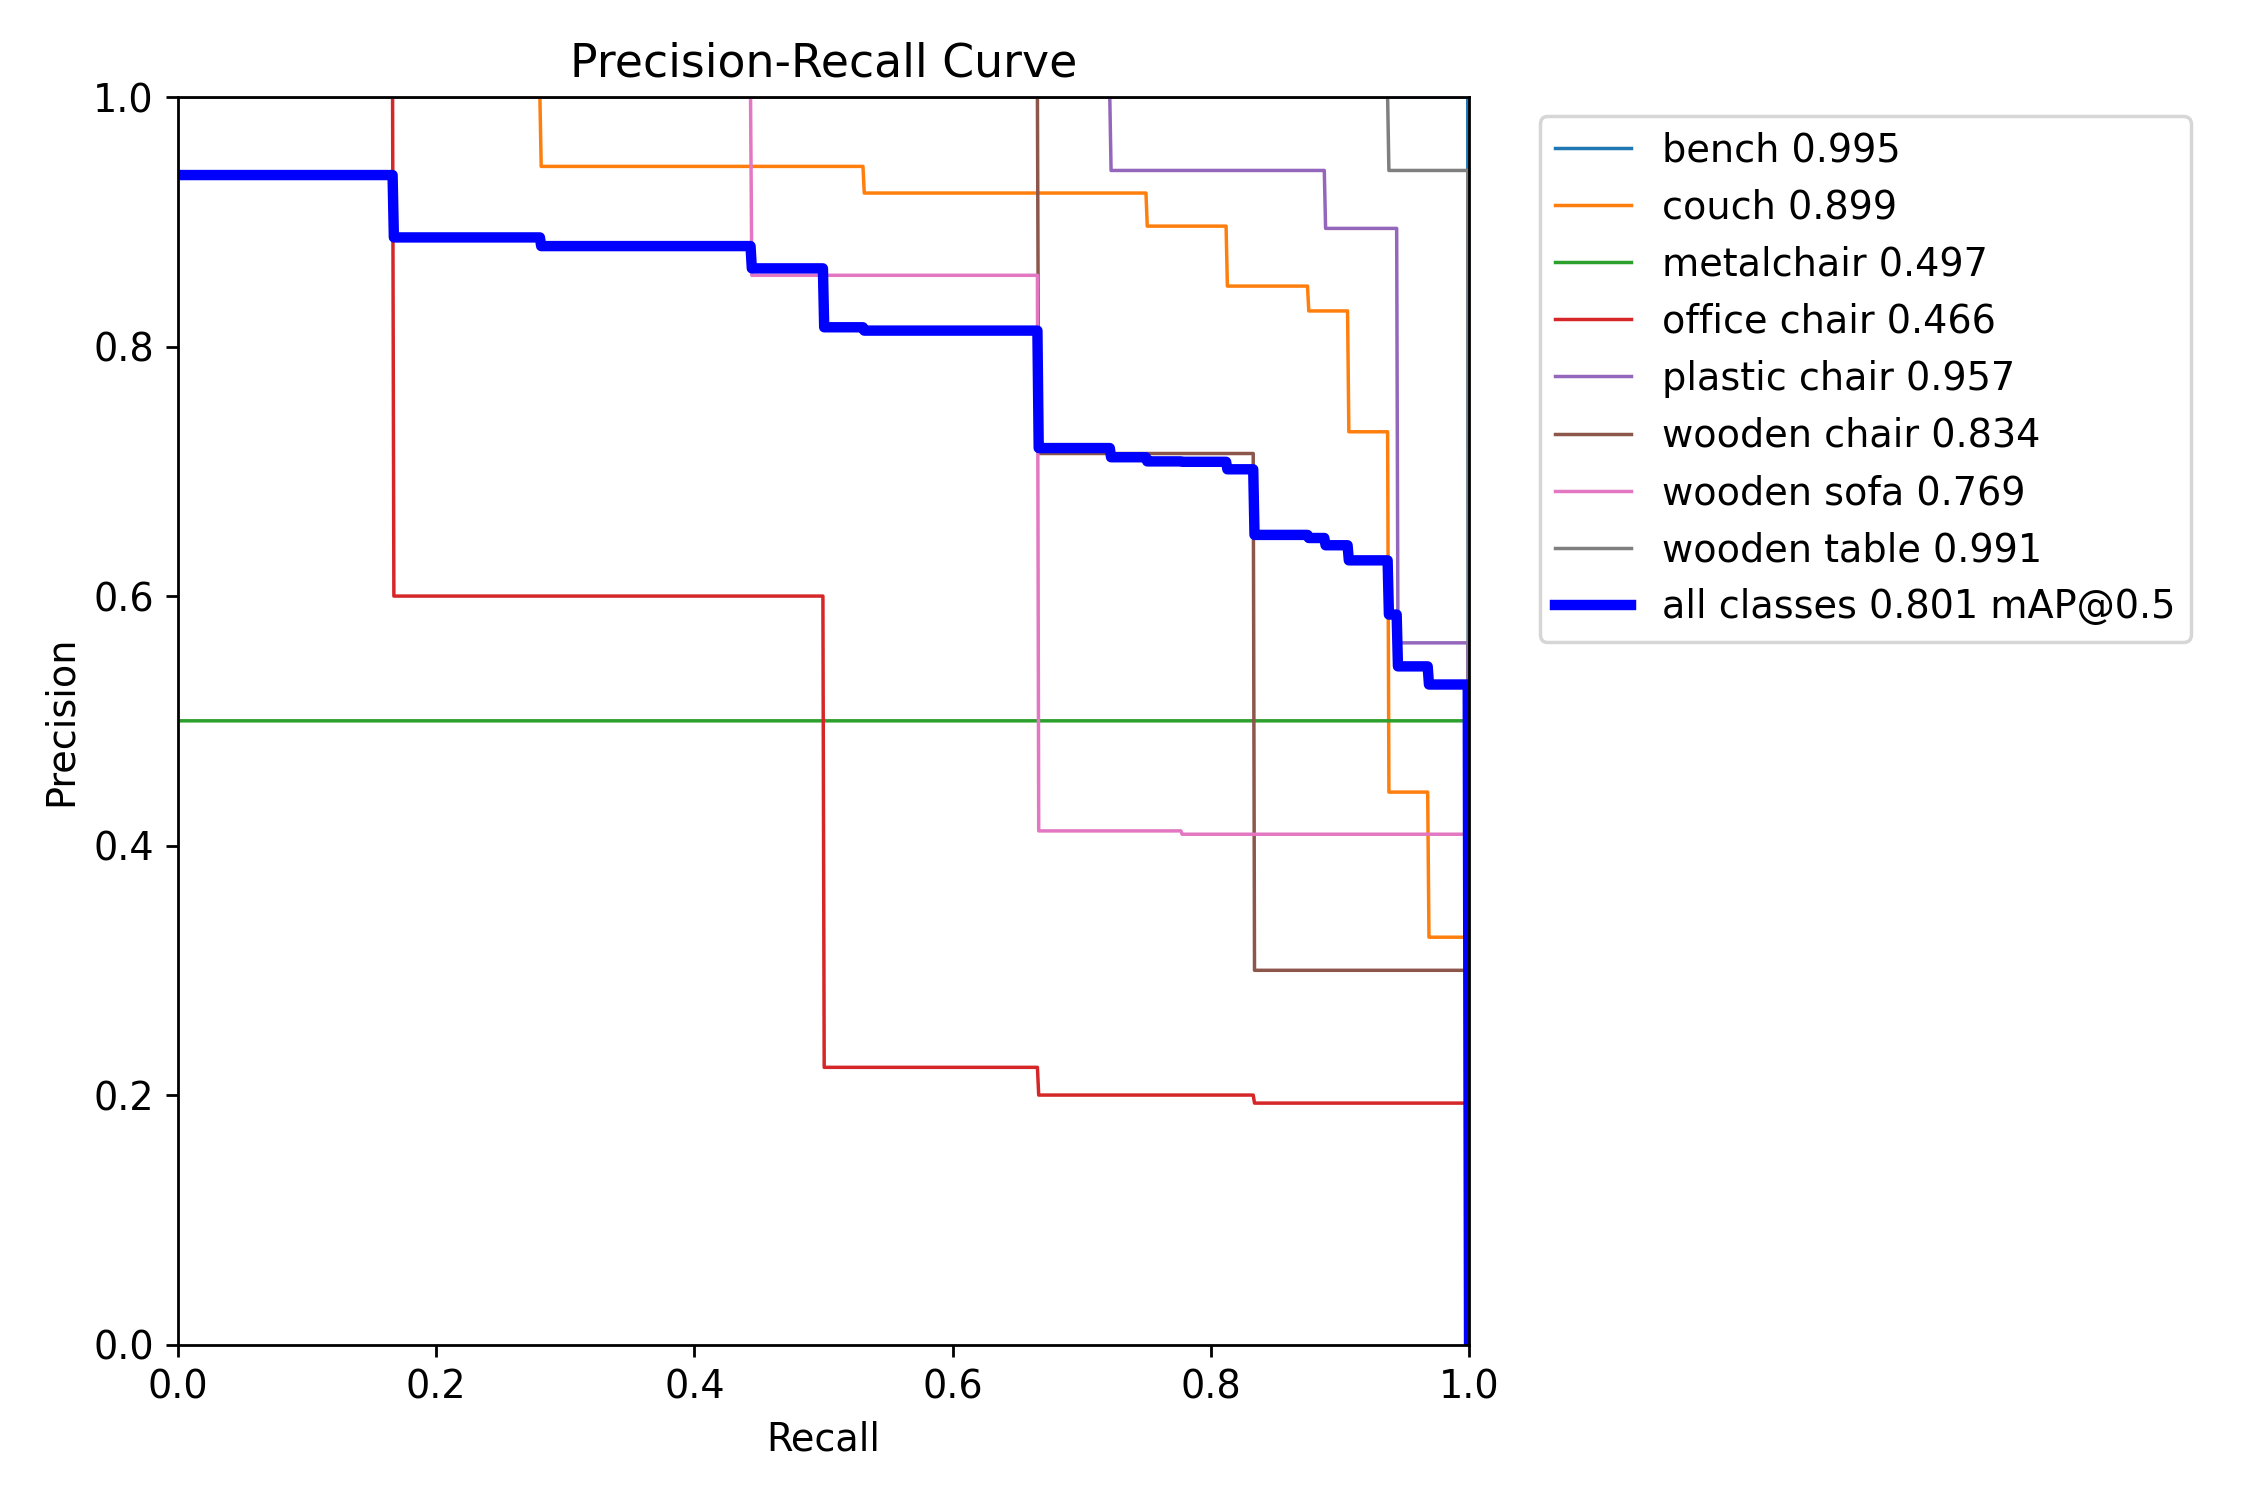 Precision-Recall Curve
1.0
0.8
0.6
0.4
0.2
0.0
Precision
0.0 0.2 0.4 0.6 0.8 1.0
Recall
bench 0.995
couch 0.899
metalchair 0.497
office chair 0.466
plastic chair 0.957
wooden chair 0.834
wooden sofa 0.769
wooden table 0.991
all classes 0.801 mAP@0.5